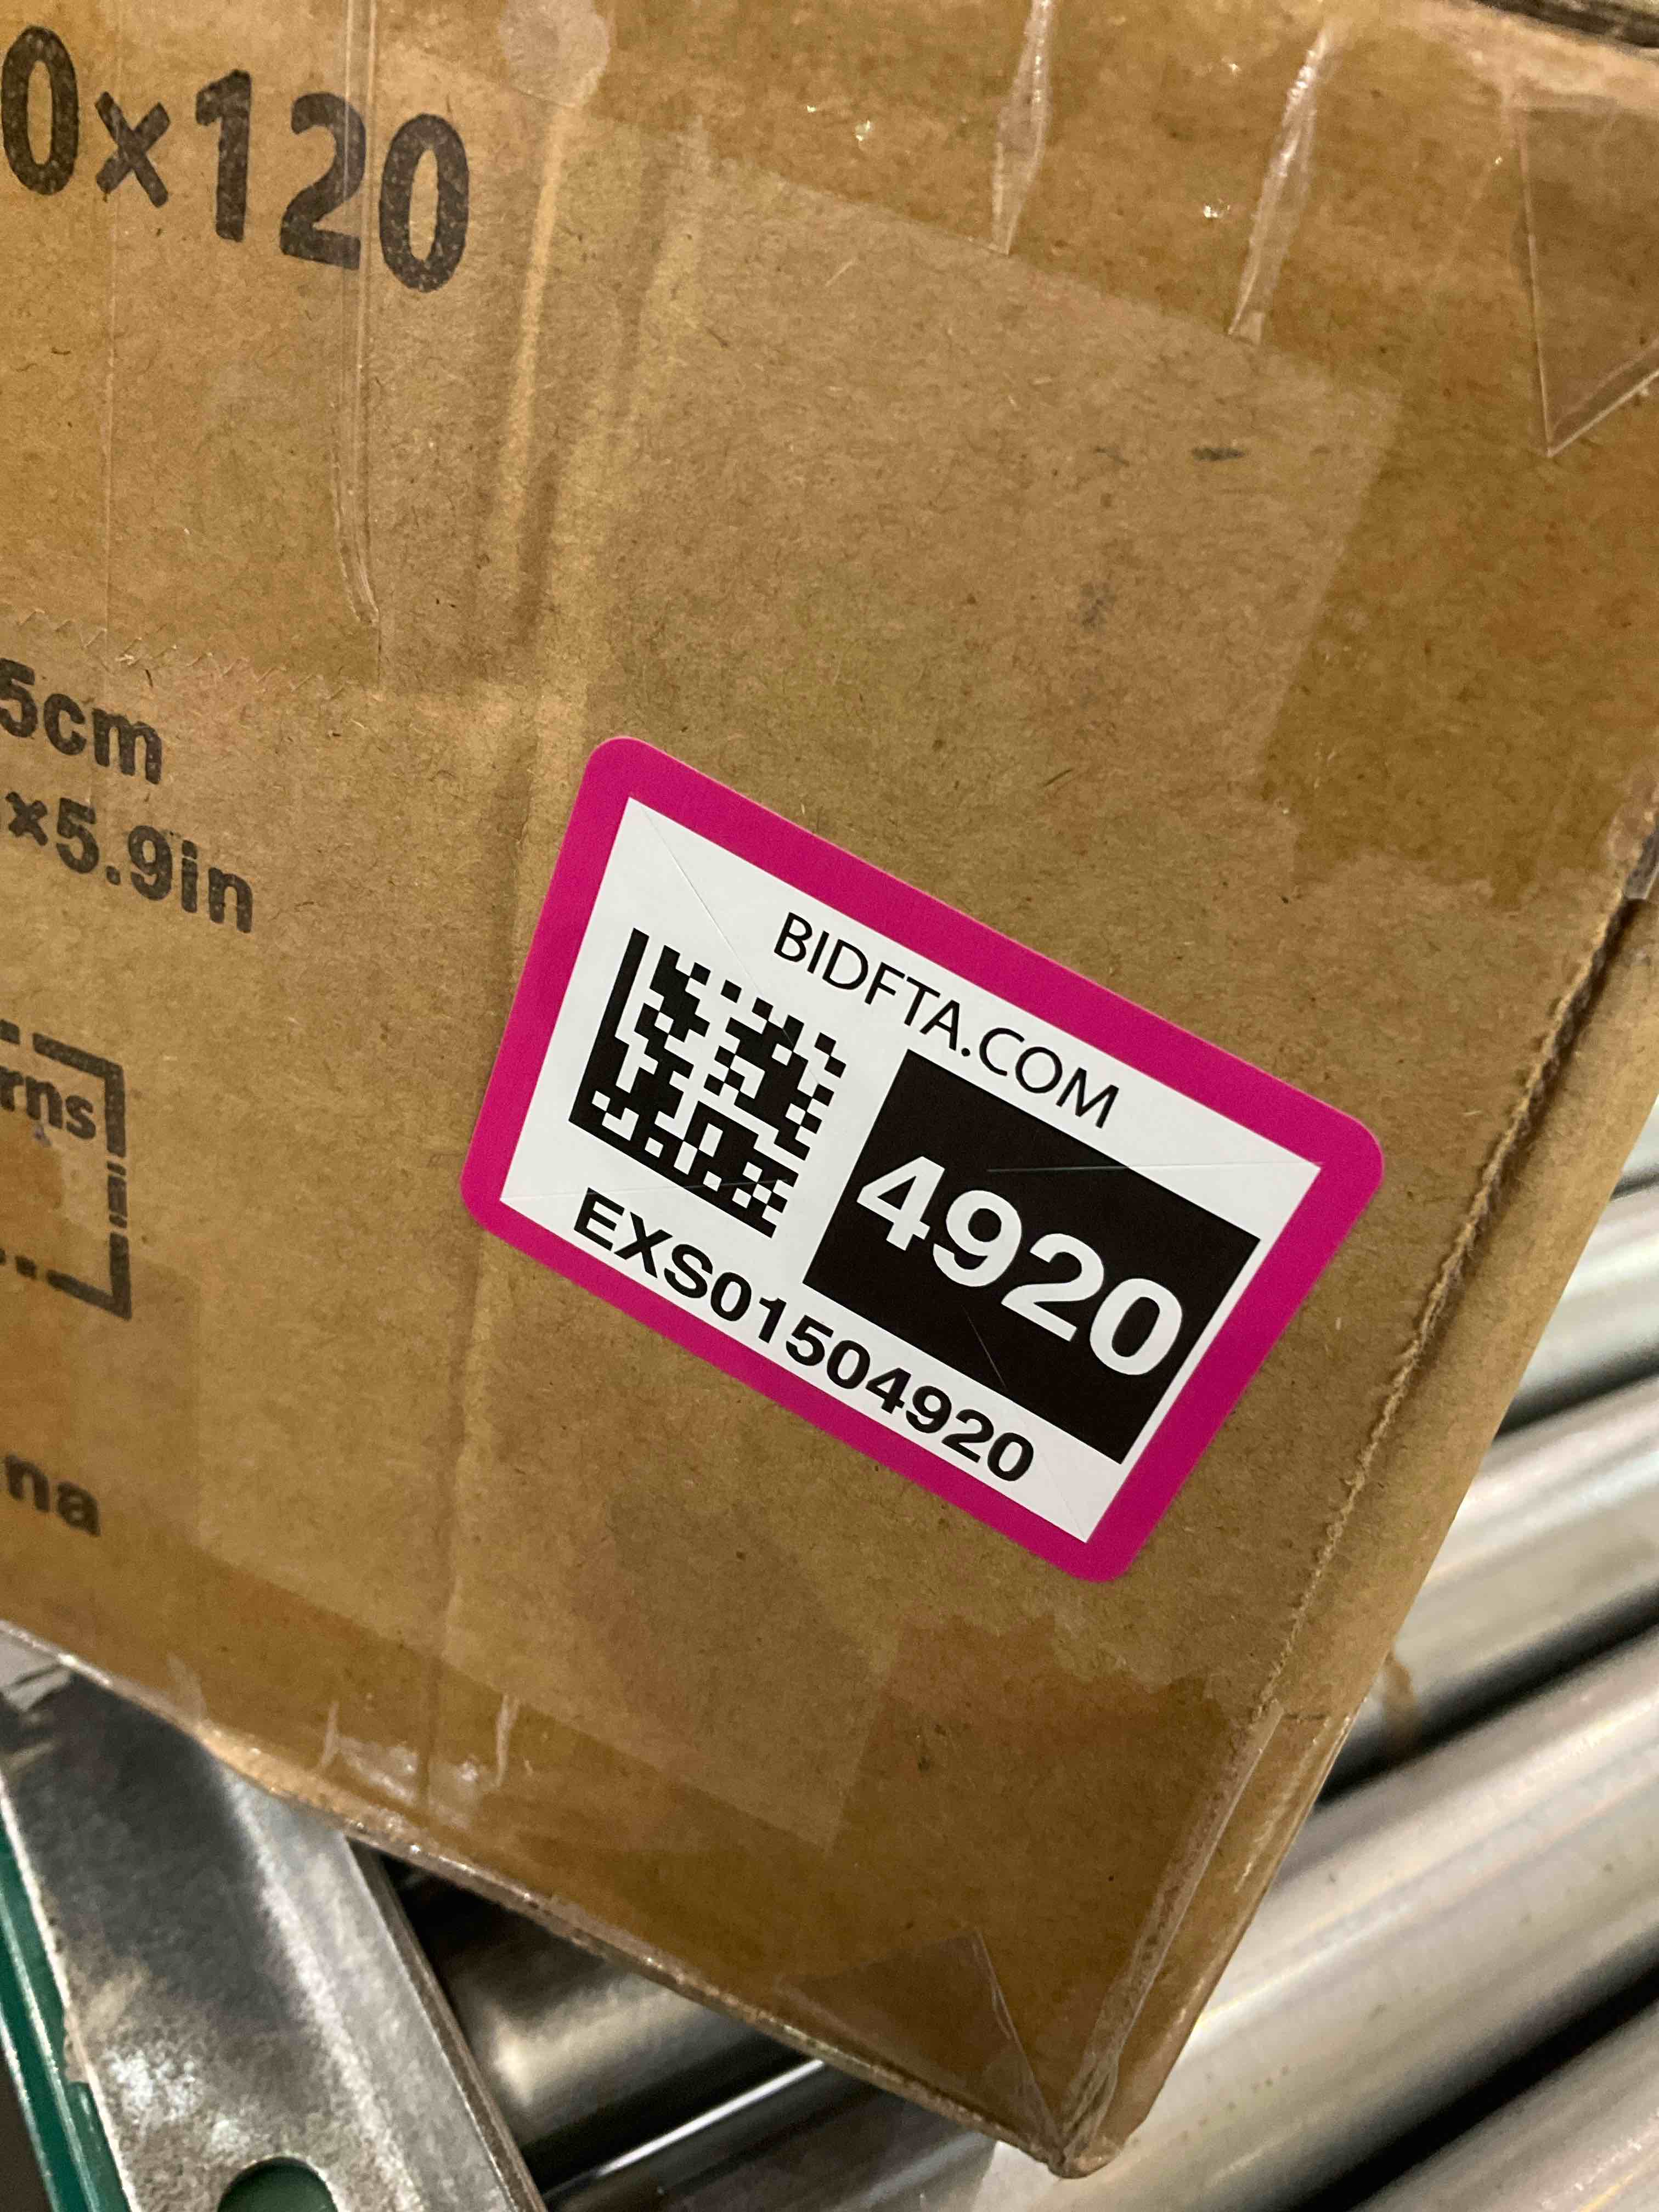 0×120
5cm
×5.9in
rns
na
BIDFTA.COM
4920
EXS01504920